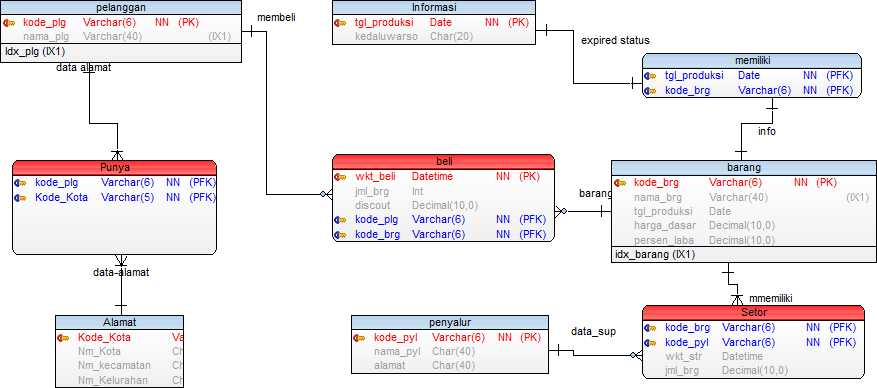 pelanggan
kode_plg Varchar(6) NN (PK)
nama_plg Varchar(40) (IX1)
Idx_plg (IX1)
membeli
Informasi
tgl_produksi Date NN (PK)
kedaluwarso Char(20)
expired status
memiliki
tgl_produksi Date NN (PFK)
kode_brg Varchar(6) NN (PFK)
data alamat
info
Punya
kode_plg Varchar(6) NN (PFK)
Kode_Kota Varchar(5) NN (PFK)
beli
wkt_beli Datetime NN (PK)
jml_brg Int
discout Decimal(10,0)
kode_plg Varchar(6) NN (PFK)
kode_brg Varchar(6) NN (PFK)
barang
barang
kode_brg Varchar(6) NN (PK)
nama_brg Varchar(40) (IX1)
tgl_produksi Date
harga_dasar Decimal(10,0)
persen_laba Decimal(10,0)
idx_barang (IX1)
data-alamat
mmemiliki
Alamat
Kode_Kota Va
Nm_Kota Ch
Nm_kecamatan Ch
Nm_Kelurahan Ch
penyalur
kode_pyl Varchar(6) NN (PK)
nama_pyl Char(40)
alamat Char(40)
data_sup
Setor
kode_brg Varchar(6) NN (PFK)
kode_pyl Varchar(6) NN (PFK)
wkt_str Datetime
jml_brg Decimal(10,0)